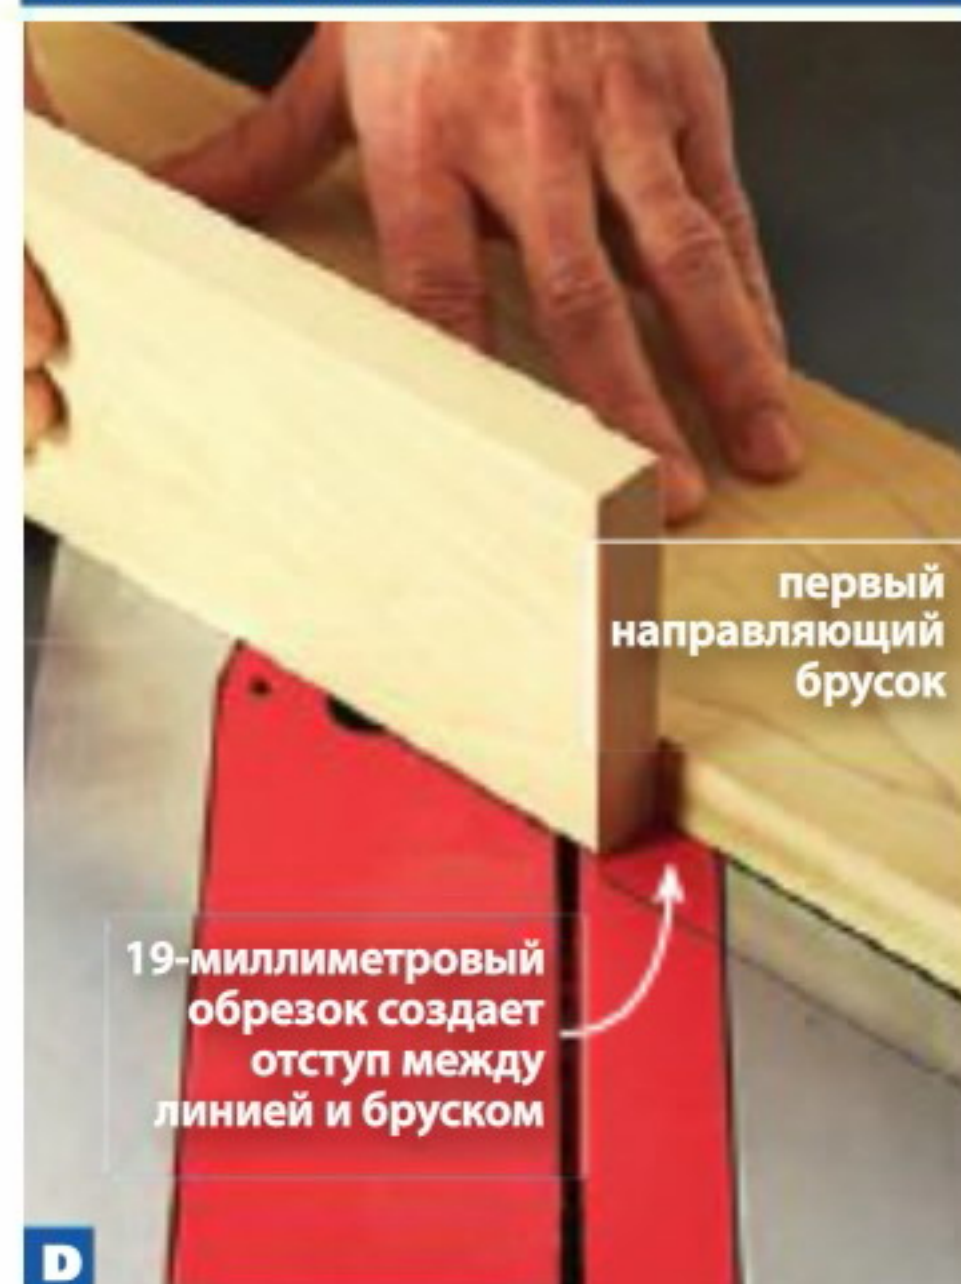 первый
направляющий
брусок
19-миллиметровый
обрезок создает
отступ между
линией и бруском
D